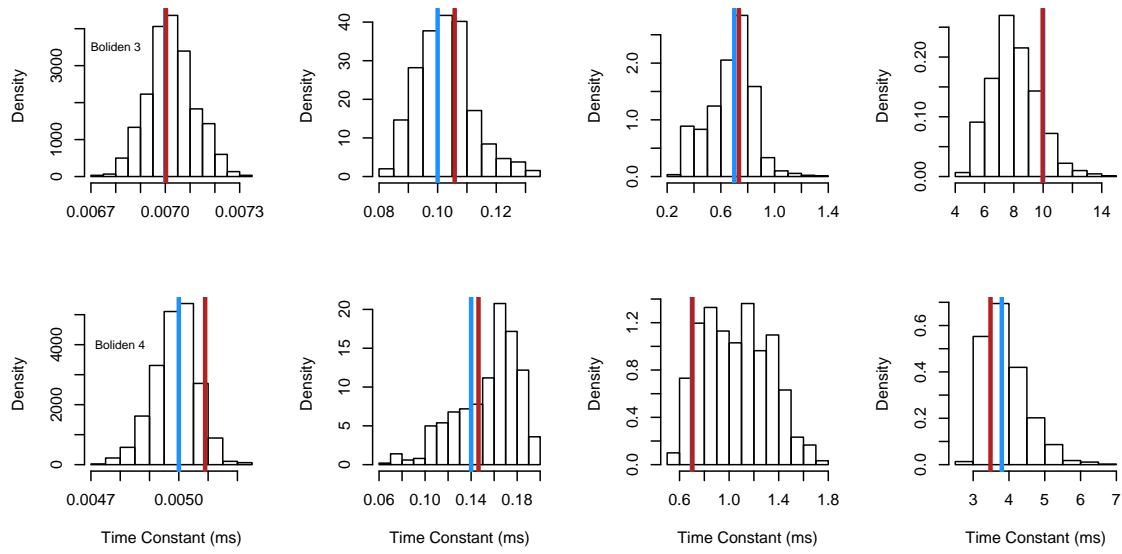 Boliden 3
Density
0 1000 3000
0.0067 0.0070 0.0073
Density
0 10 20 30 40
0.08 0.10 0.12
Density
0.0 1.0 2.0
0.2 0.6 1.0 1.4
Density
0.00 0.10 0.20
4 6 8 10 14
Boliden 4
Density
0 2000 4000
0.0047 0.0050
Time Constant (ms)
Density
0 5 10 15 20
0.06 0.10 0.14 0.18
Time Constant (ms)
Density
0.0 0.4 0.8 1.2
0.6 1.0 1.4 1.8
Time Constant (ms)
Density
0.0 0.2 0.4 0.6
3 4 5 6 7
Time Constant (ms)